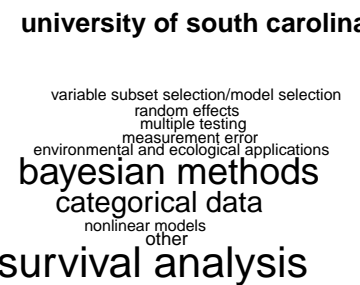 university of south carolina
variable subset selection/model selection
random effects
multiple testing
measurement error
environmental and ecological applications
bayesian methods
categorical data
nonlinear models
other
survival analysis